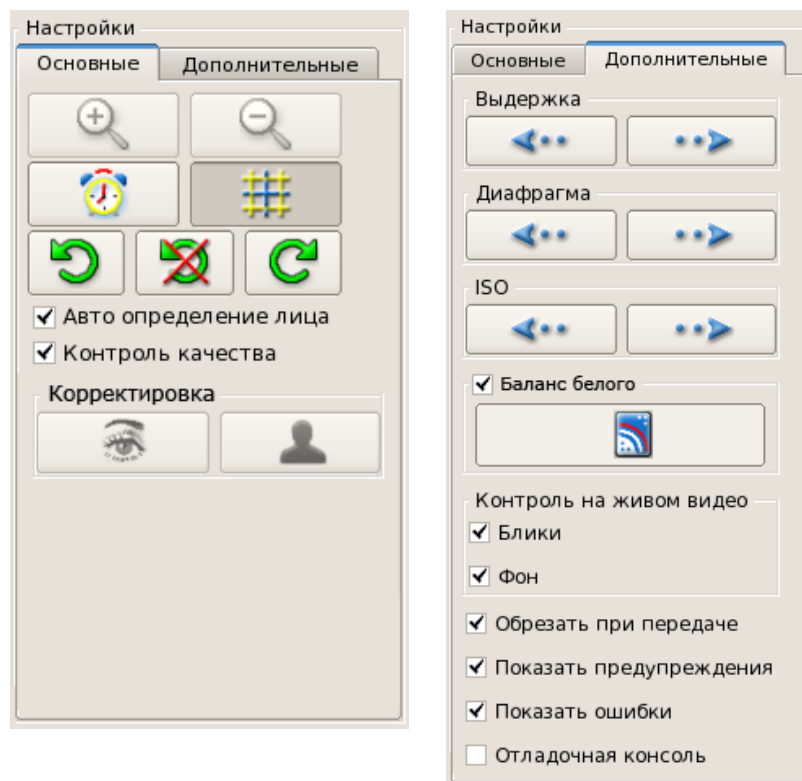 Настройки
Основные
Дополнительные
Авто определение лица
Контроль качества
Корректировка
Настройки
Основные
Дополнительные
Выдержка
Диафрагма
ISO
Баланс белого
Контроль на живом видео
Блики
Фон
Обрезать при передаче
Показать предупреждения
Показать ошибки
Отладочная консоль